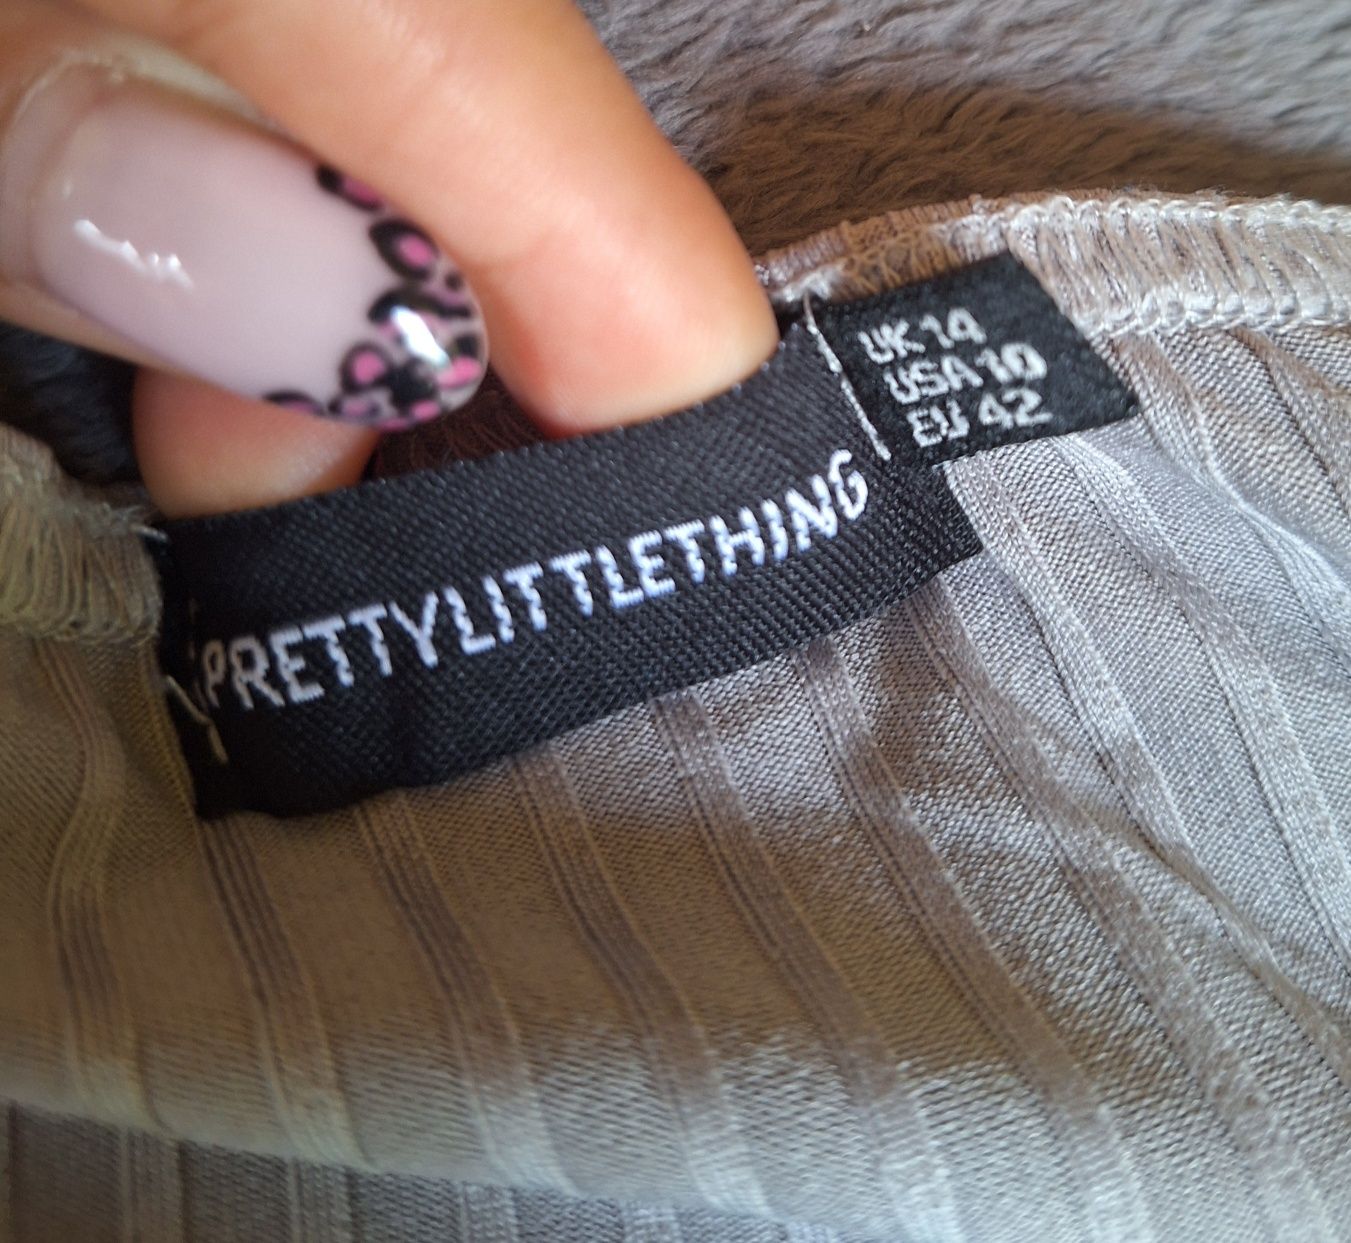 PRETTYLITTLETHING
UK 14
USA 10
EU 42